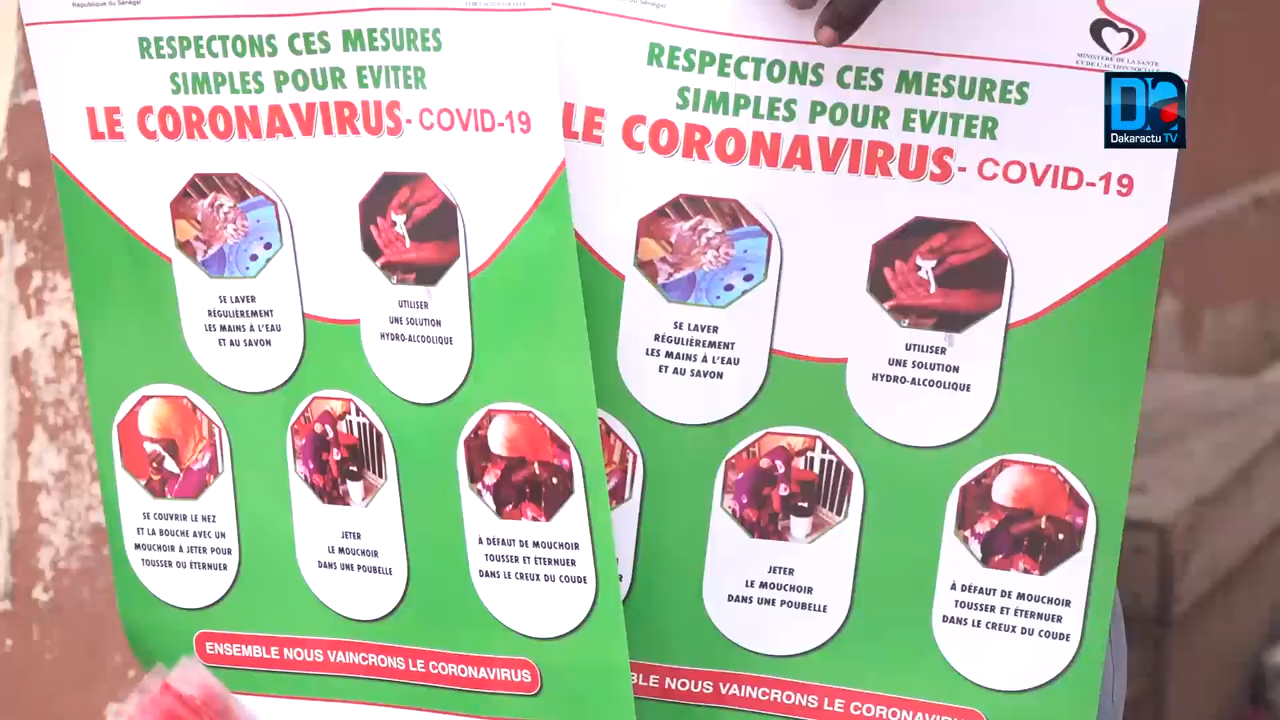 République du Sénégal
RESPECTONS CES MESURES
SIMPLES POUR EVITER
LE CORONAVIRUS - COVID-19
SE LAVER
RÉGULIÈREMENT
LES MAINS À L'EAU
ET AU SAVON
UTILISER
UNE SOLUTION
HYDRO-ALCOOLIQUE
SE COUVRIR LE NEZ
ET LA BOUCHE AVEC UN
MOUCHOIR À JETER POUR
TOUSSER OU ÉTERNUER
JETER
LE MOUCHOIR
DANS UNE POUBELLE
À DÉFAUT DE MOUCHOIR
TOUSSER ET ÉTERNUER
DANS LE CREUX DU COUDE
ENSEMBLE NOUS VAINCRONS LE CORONAVIRUS
MINISTÈRE DE LA SANTE
ET DE L'ACTION SOCIALE
Dakaractu TV
RESPECTONS CES MESURES
SIMPLES POUR EVITER
LE CORONAVIRUS - COVID-19
SE LAVER
RÉGULIÈREMENT
LES MAINS À L'EAU
ET AU SAVON
UTILISER
UNE SOLUTION
HYDRO-ALCOOLIQUE
JETER
LE MOUCHOIR
DANS UNE POUBELLE
À DÉFAUT DE MOUCHOIR
TOUSSER ET ÉTERNUER
DANS LE CREUX DU COUDE
BLE NOUS VAINCRONS LE CORONAVIRUS